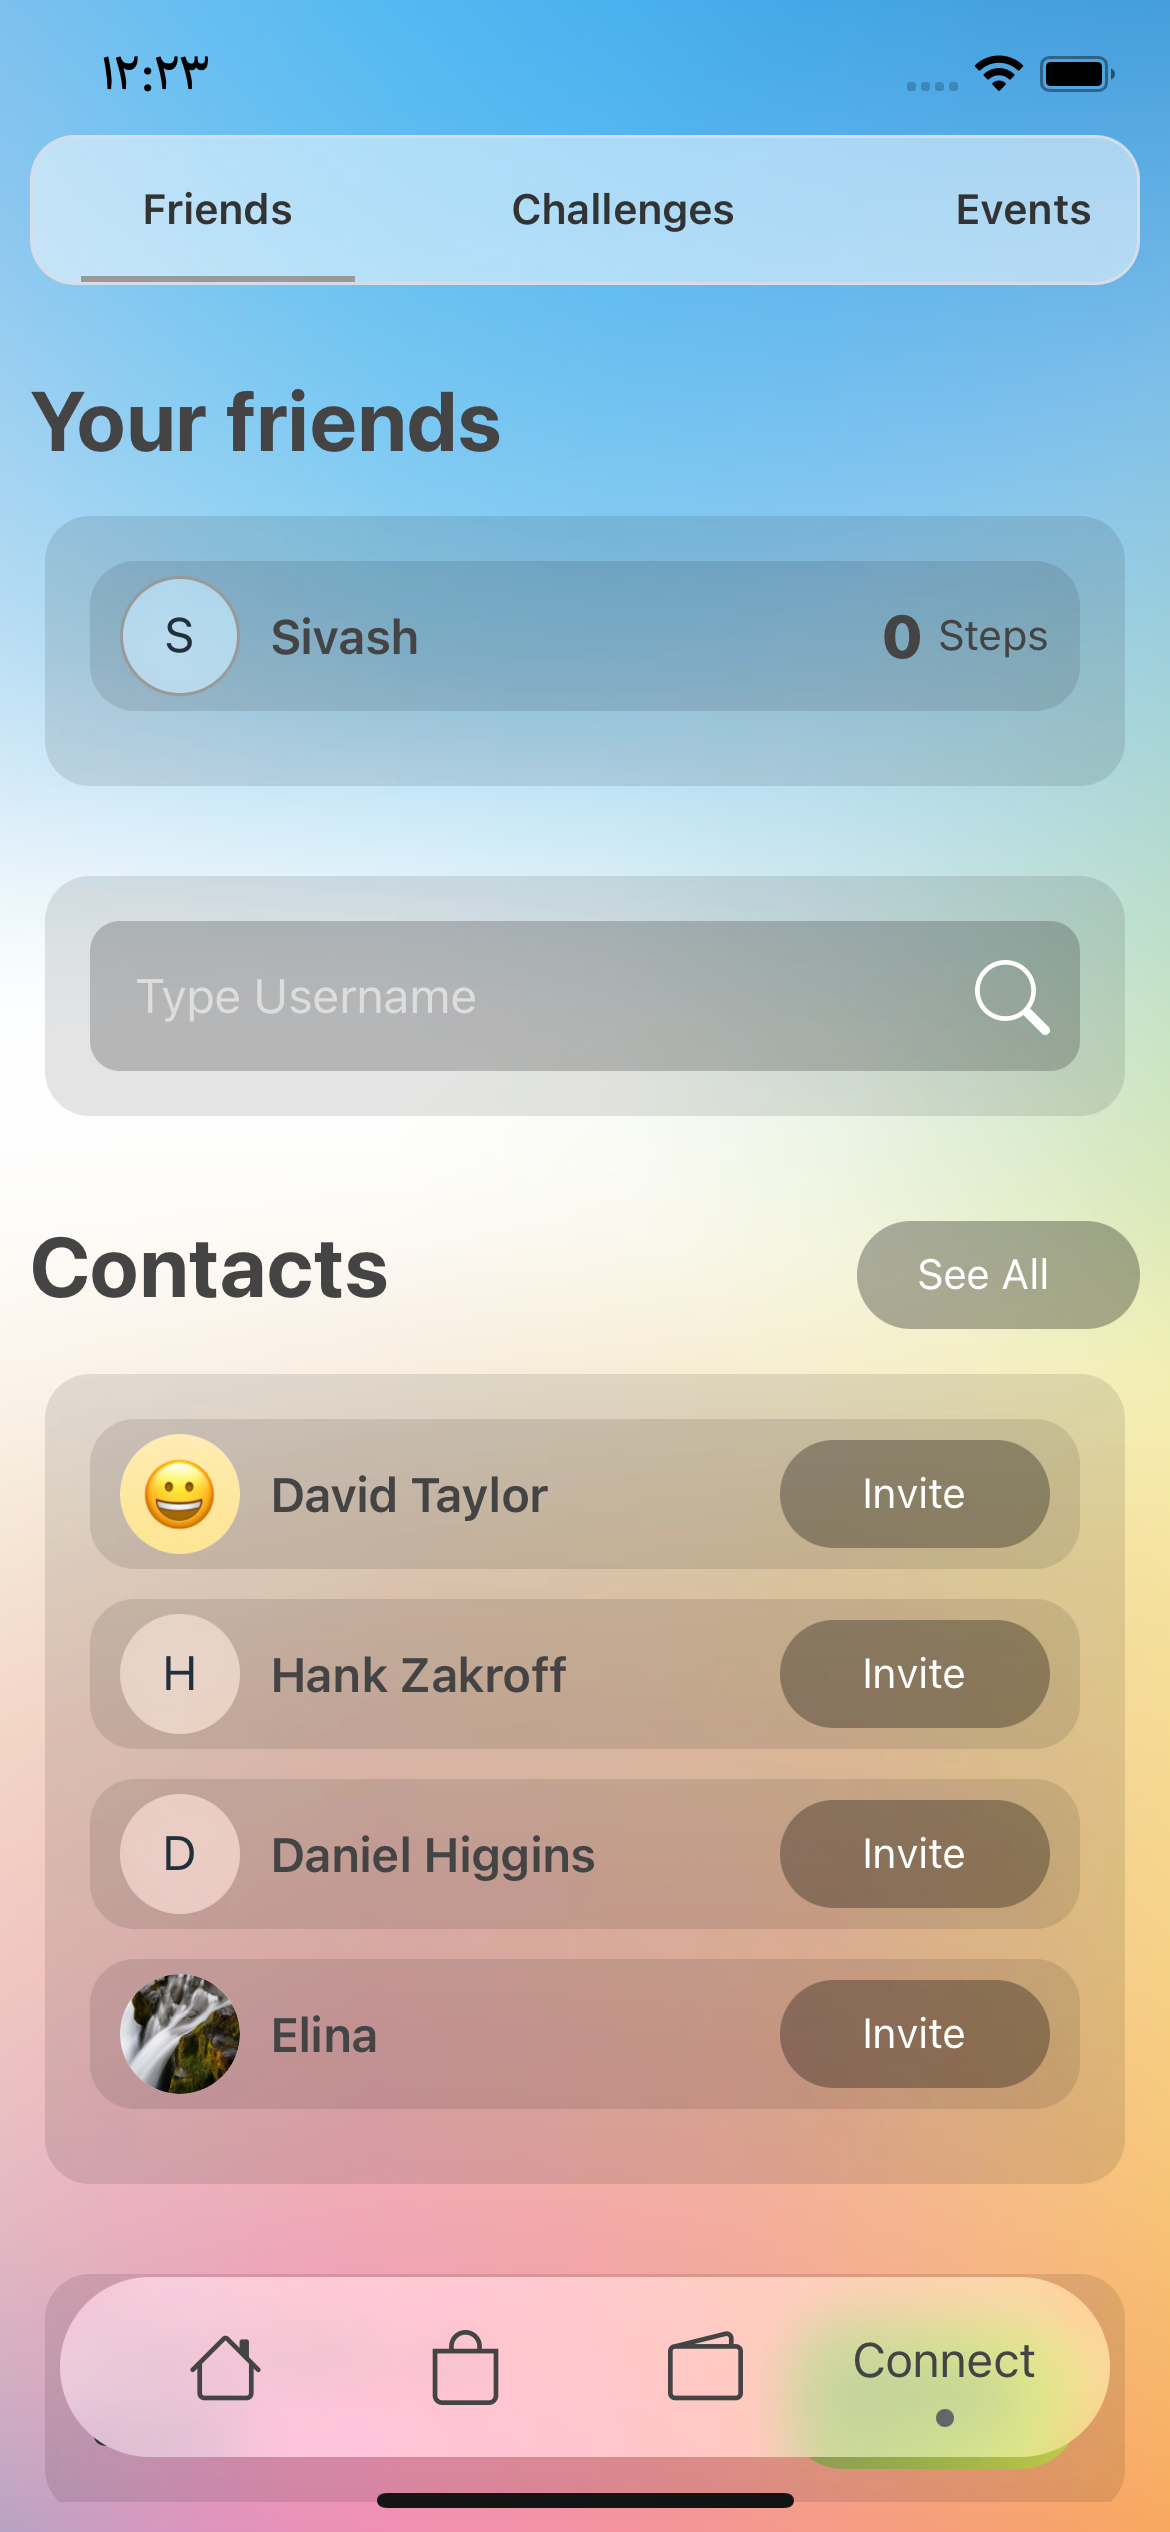 ۱۲:۲۳
Friends Challenges Events
Your friends
S Sivash 0 Steps
Type Username
Contacts See All
David Taylor Invite
H Hank Zakroff Invite
D Daniel Higgins Invite
Elina Invite
Connect